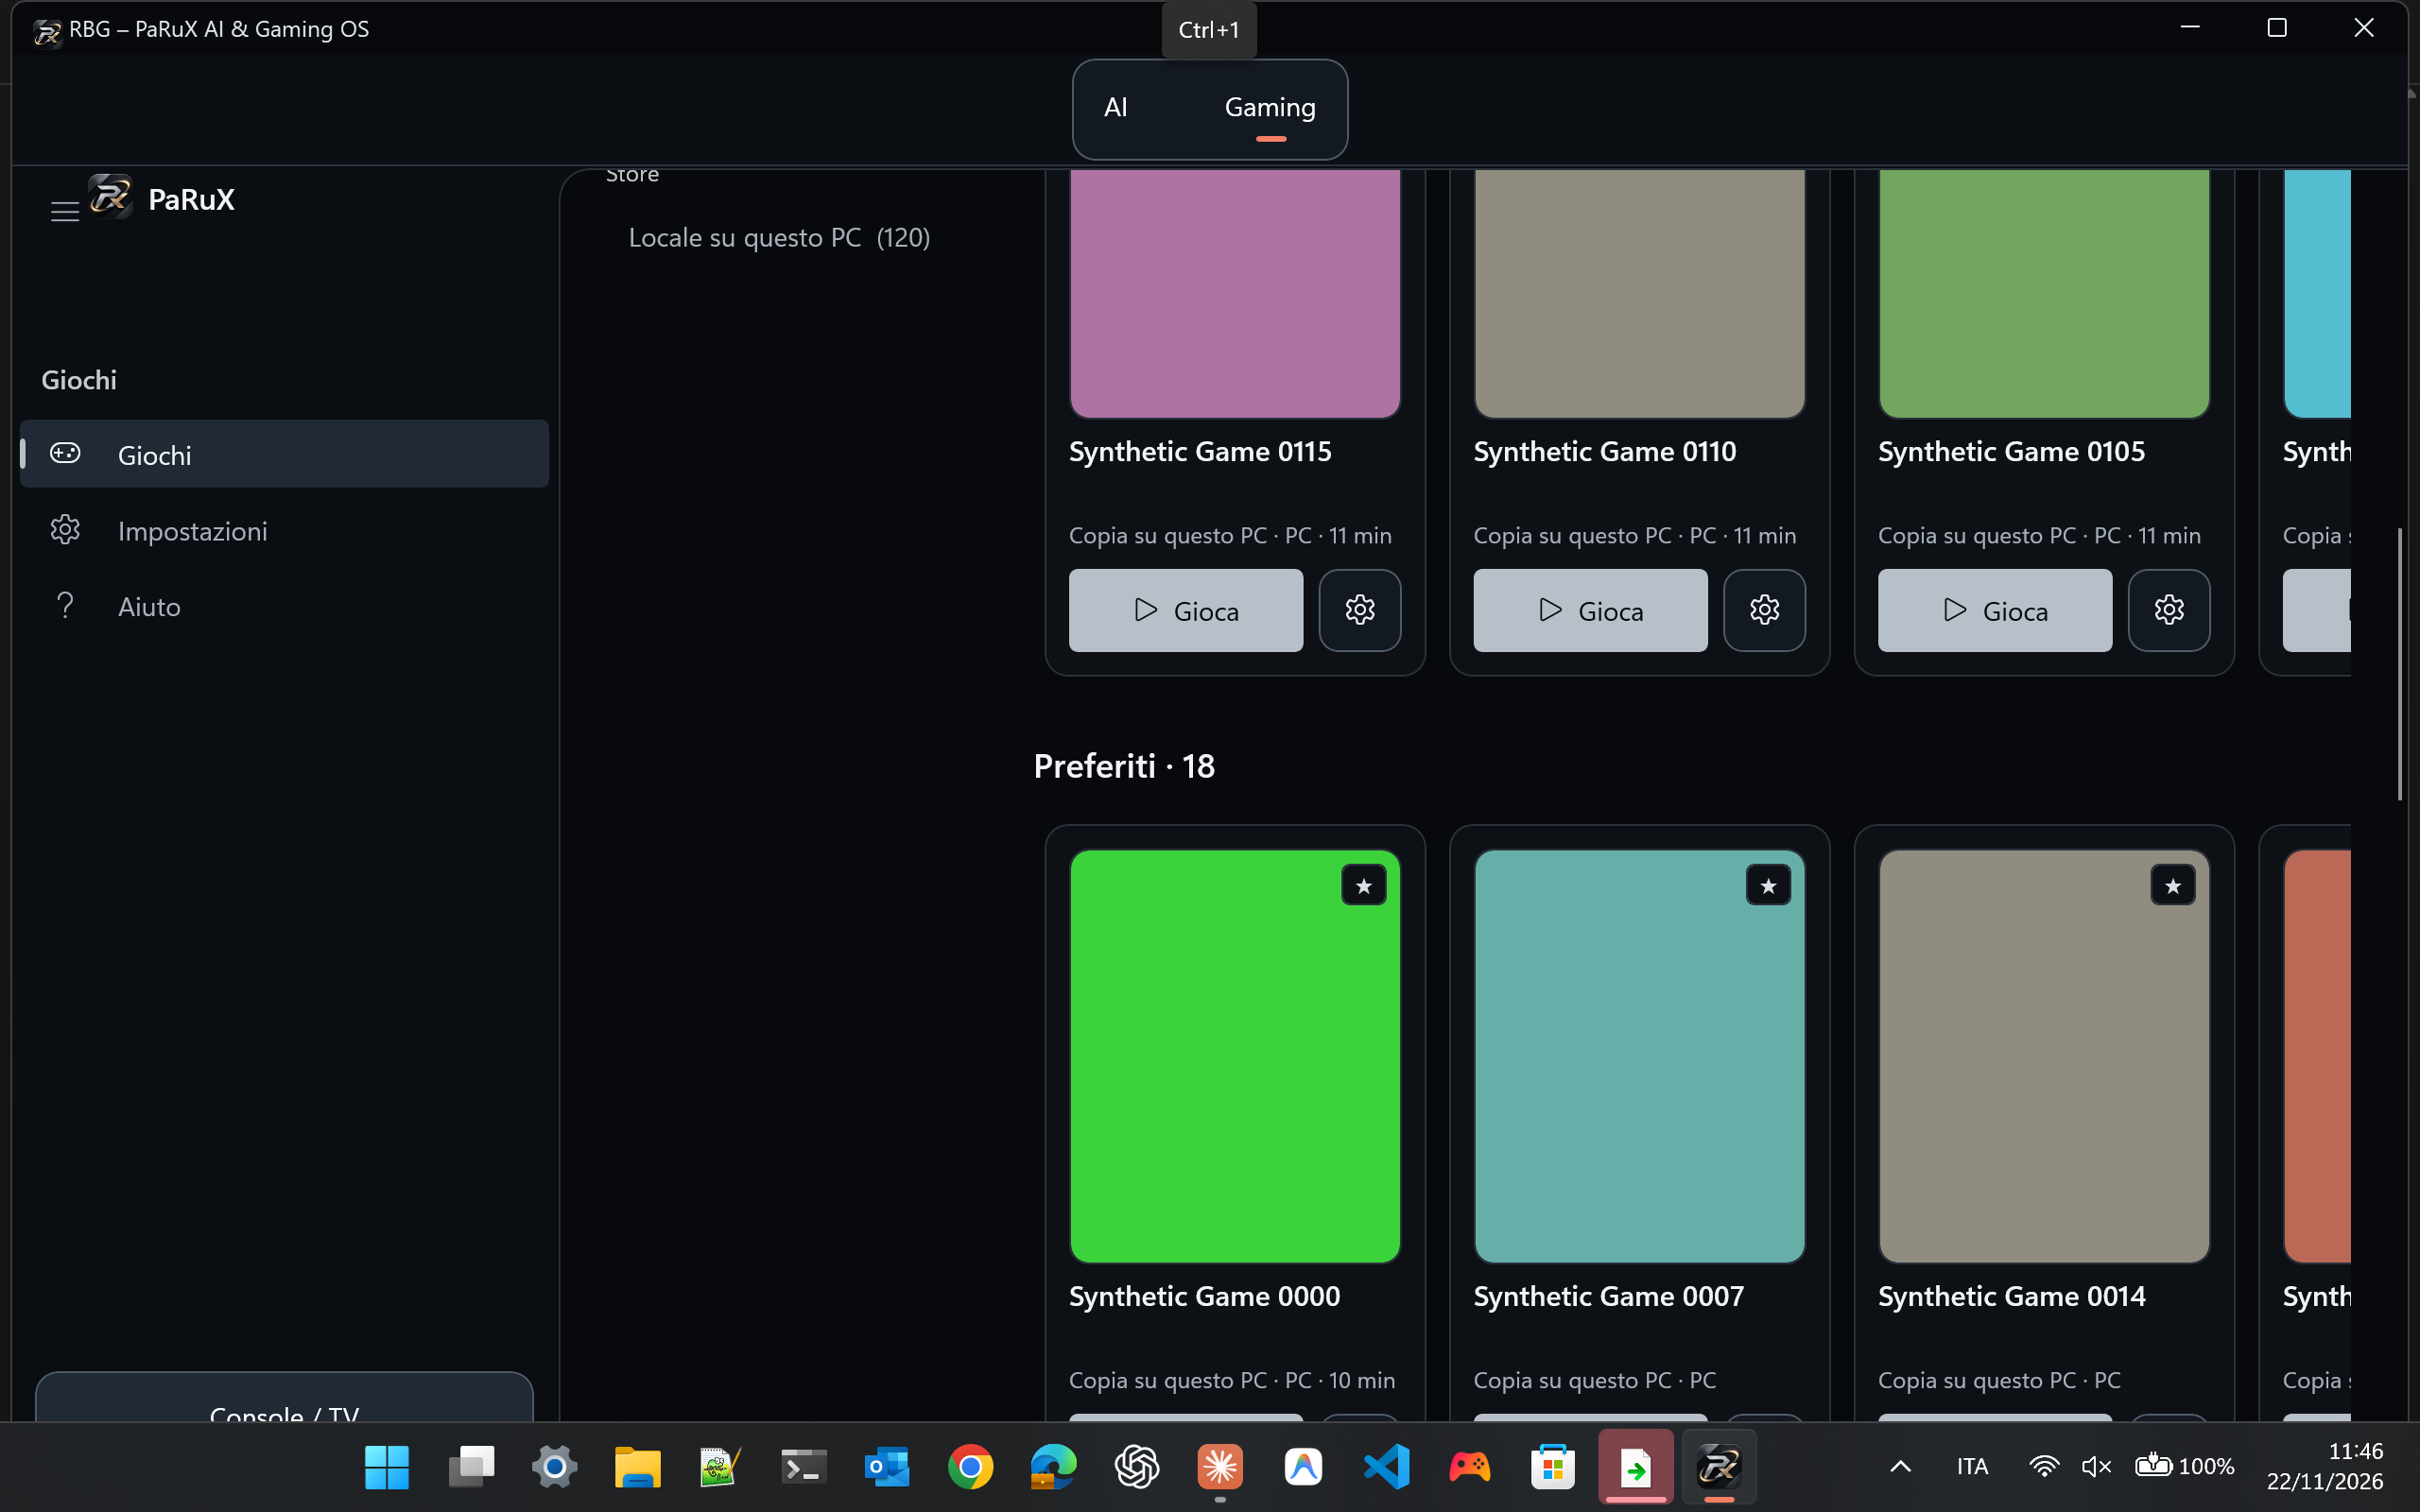 RBG – PaRuX AI & Gaming OS
Ctrl+1
AI
Gaming
PaRuX
Giochi
Giochi
Impostazioni
Aiuto
Console / TV
Store
Locale su questo PC (120)
Synthetic Game 0115
Synthetic Game 0110
Synthetic Game 0105
Synth
Copia su questo PC · PC · 11 min
Copia su questo PC · PC · 11 min
Copia su questo PC · PC · 11 min
Copia
Gioca
Gioca
Gioca
Preferiti · 18
Synthetic Game 0000
Synthetic Game 0007
Synthetic Game 0014
Synth
Copia su questo PC · PC · 10 min
Copia su questo PC · PC
Copia su questo PC · PC
Copia
ITA
100%
11:46
22/11/2026